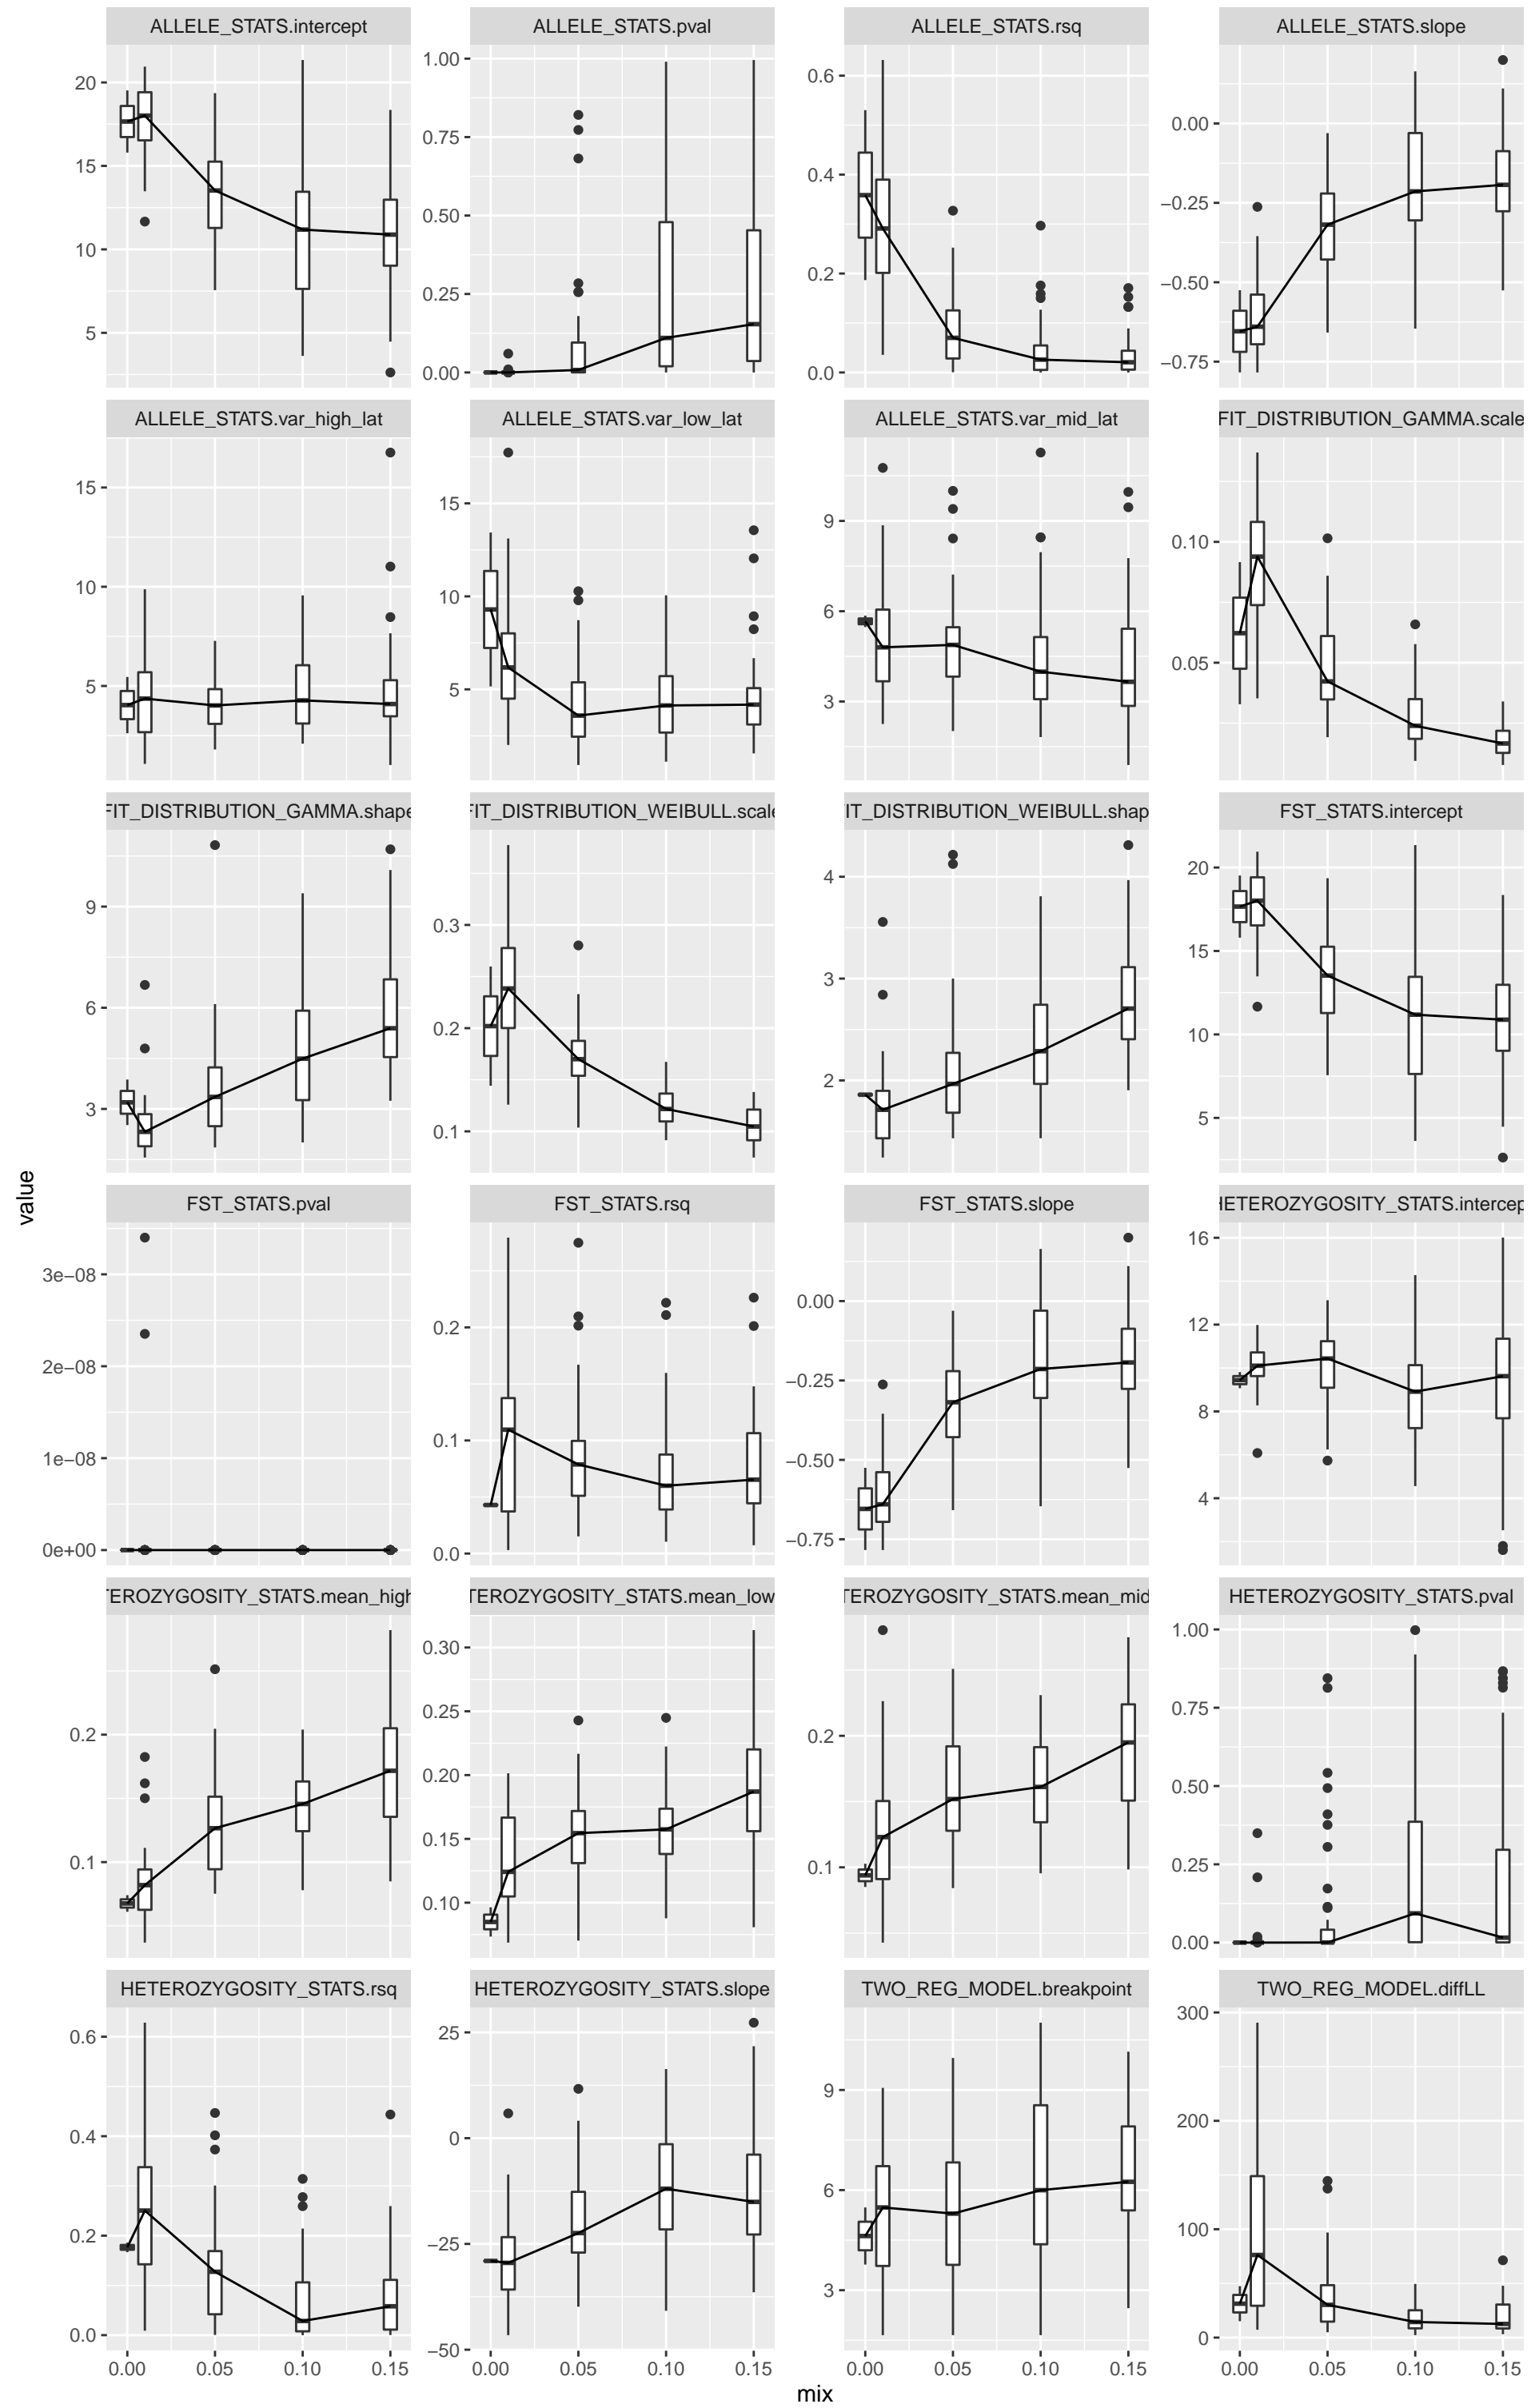 ALLELE_STATS.intercept ALLELE_STATS.pval ALLELE_STATS.rsq ALLELE_STATS.slope
20 15 10 5
1.00 0.75 0.50 0.25 0.00
0.6 0.4 0.2 0.0
0.00 −0.25 −0.50 −0.75
ALLELE_STATS.var_high_lat ALLELE_STATS.var_low_lat ALLELE_STATS.var_mid_lat FIT_DISTRIBUTION_GAMMA.scale
15 10 5
15 10 5
9 6 3
0.10 0.05
FIT_DISTRIBUTION_GAMMA.shape FIT_DISTRIBUTION_WEIBULL.scale IT_DISTRIBUTION_WEIBULL.shap FST_STATS.intercept
9 6 3
0.3 0.2 0.1
4 3 2
20 15 10 5
value
FST_STATS.pval FST_STATS.rsq FST_STATS.slope HETEROZYGOSITY_STATS.intercep
3e−08 2e−08 1e−08 0e+00
0.2 0.1 0.0
0.00 −0.25 −0.50 −0.75
16 12 8 4
TEROZYGOSITY_STATS.mean_high TEROZYGOSITY_STATS.mean_low TEROZYGOSITY_STATS.mean_mid HETEROZYGOSITY_STATS.pval
0.2 0.1
0.30 0.25 0.20 0.15 0.10
0.2 0.1
1.00 0.75 0.50 0.25 0.00
HETEROZYGOSITY_STATS.rsq HETEROZYGOSITY_STATS.slope TWO_REG_MODEL.breakpoint TWO_REG_MODEL.diffLL
0.6 0.4 0.2 0.0
25 0 −25 −50
9 6 3
300 200 100 0
0.00 0.05 0.10 0.15 0.00 0.05 0.10 0.15 0.00 0.05 0.10 0.15 0.00 0.05 0.10 0.15
mix